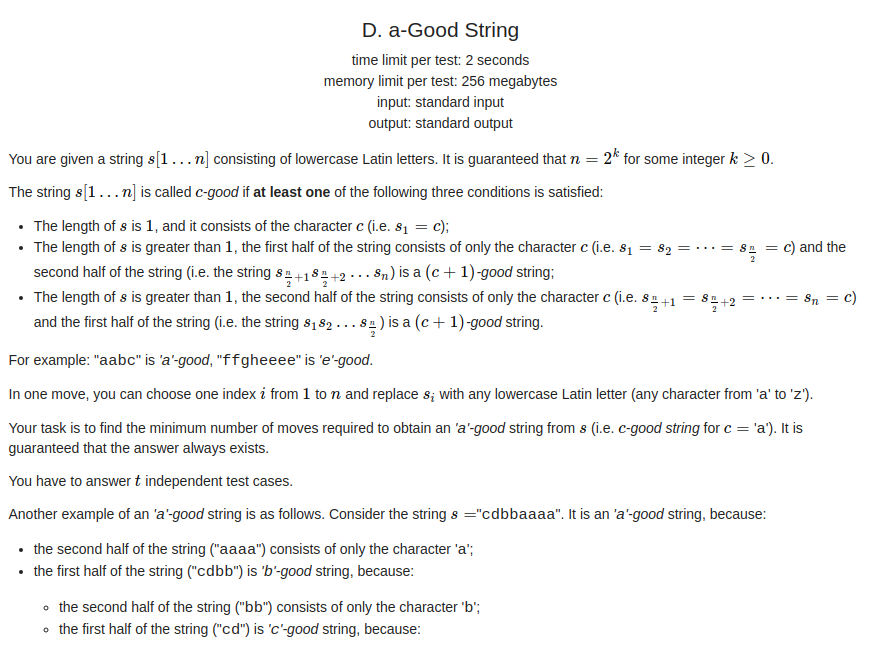 D. a-Good String
time limit per test: 2 seconds
memory limit per test: 256 megabytes
input: standard input
output: standard output
You are given a string s[1…n] consisting of lowercase Latin letters. It is guaranteed that n = 2^k for some integer k ≥ 0.
The string s[1…n] is called c-good if at least one of the following three conditions is satisfied:
• The length of s is 1, and it consists of the character c (i.e. s_1 = c);
• The length of s is greater than 1, the first half of the string consists of only the character c (i.e. s_1 = s_2 = ⋯ = s_{n/2} = c) and the
second half of the string (i.e. the string s_{n/2+1}s_{n/2+2}…s_n) is a (c + 1)-good string;
• The length of s is greater than 1, the second half of the string consists of only the character c (i.e. s_{n/2+1} = s_{n/2+2} = ⋯ = s_n = c)
and the first half of the string (i.e. the string s_1s_2…s_{n/2}) is a (c + 1)-good string.
For example: "aabc" is 'a'-good, "ffgheeee" is 'e'-good.
In one move, you can choose one index i from 1 to n and replace s_i with any lowercase Latin letter (any character from 'a' to 'z').
Your task is to find the minimum number of moves required to obtain an 'a'-good string from s (i.e. c-good string for c = 'a'). It is
guaranteed that the answer always exists.
You have to answer t independent test cases.
Another example of an 'a'-good string is as follows. Consider the string s ="cdbbaaaa". It is an 'a'-good string, because:
• the second half of the string ("aaaa") consists of only the character 'a';
• the first half of the string ("cdbb") is 'b'-good string, because:
◦ the second half of the string ("bb") consists of only the character 'b';
◦ the first half of the string ("cd") is 'c'-good string, because: